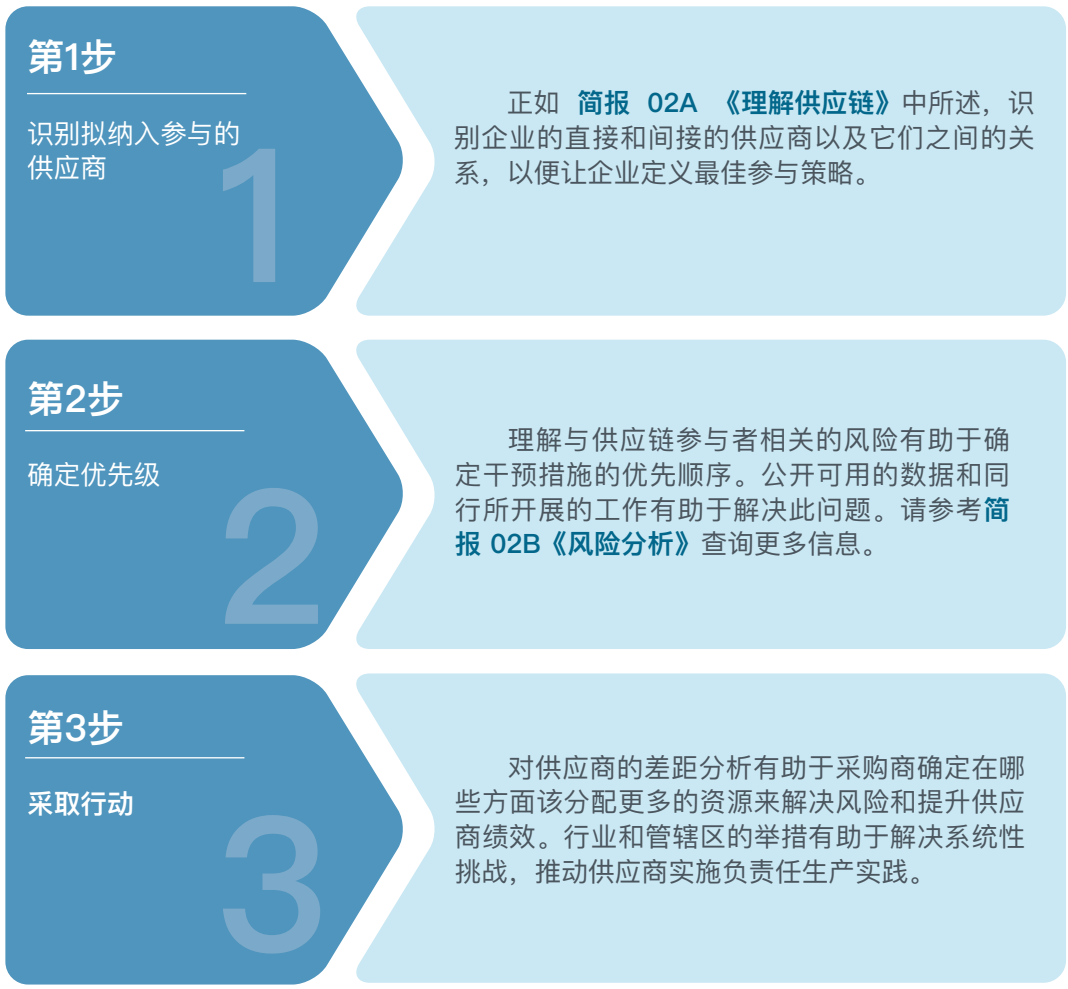 第1步
识别拟纳入参与的
供应商
1
正如 简报 02A 《理解供应链》中所述，识
别企业的直接和间接的供应商以及它们之间的关
系，以便让企业定义最佳参与策略。
第2步
确定优先级
2
理解与供应链参与者相关的风险有助于确
定干预措施的优先顺序。公开可用的数据和同
行所开展的工作有助于解决此问题。请参考简
报 02B《风险分析》查询更多信息。
第3步
采取行动
3
对供应商的差距分析有助于采购商确定在哪
些方面该分配更多的资源来解决风险和提升供应
商绩效。行业和管辖区的举措有助于解决系统性
挑战，推动供应商实施负责任生产实践。